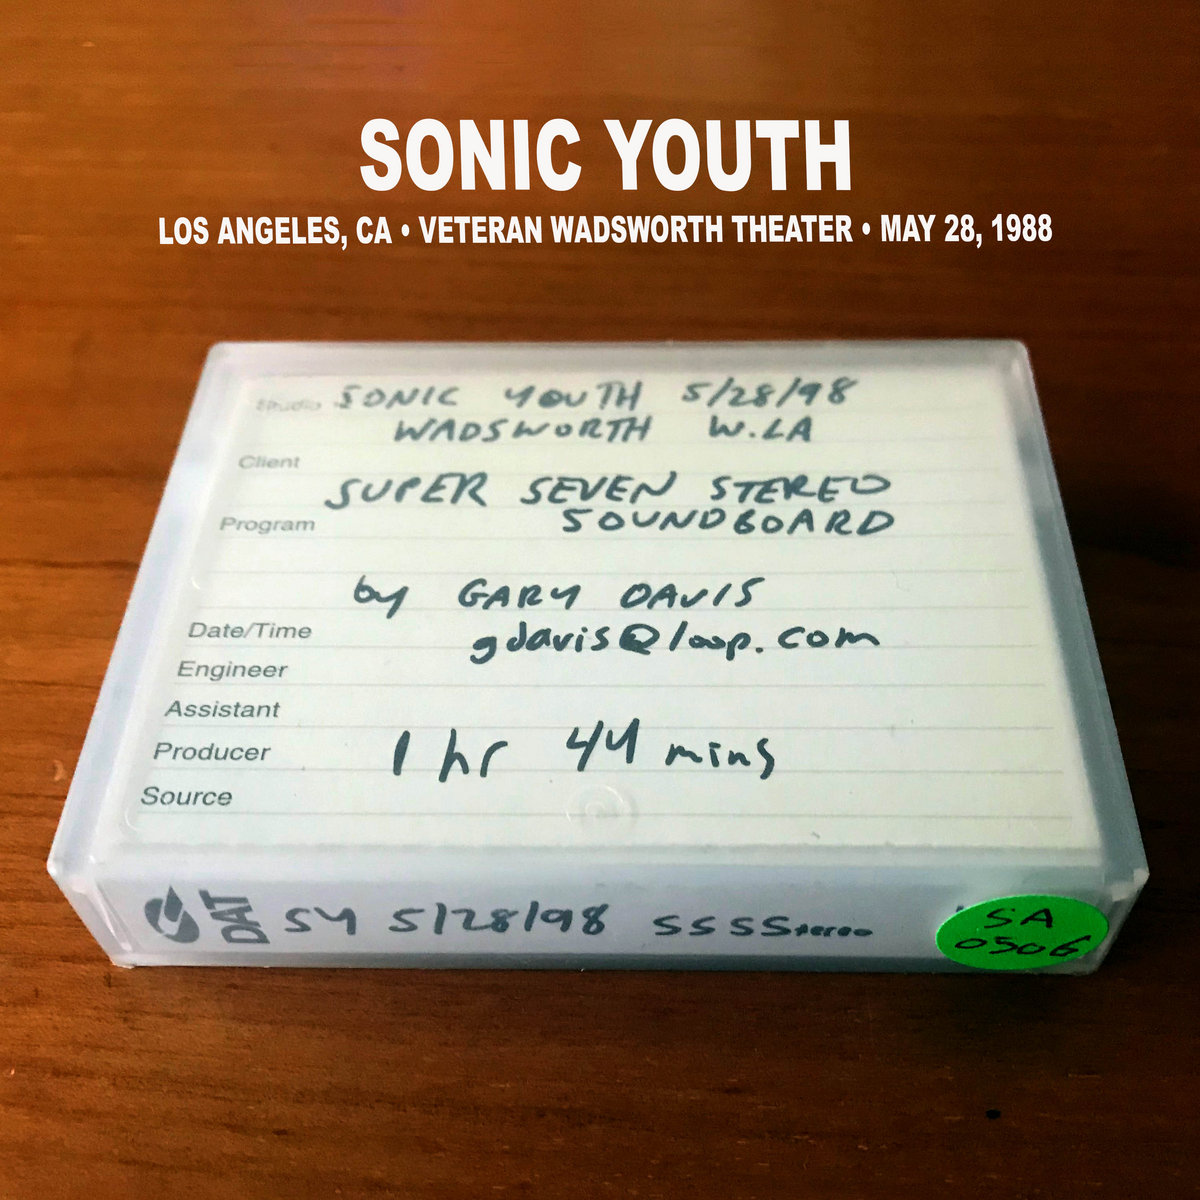 SONIC YOUTH
LOS ANGELES, CA • VETERAN WADSWORTH THEATER • MAY 28, 1988
Studio SONIC YOUTH 5/28/98
WADSWORTH W.LA
Client
SUPER SEVEN STEREO
Program SOUNDBOARD
by GARY DAVIS
Date/Time gdavis@loop.com
Engineer
Assistant
Producer 1 hr 44 mins
Source
DAT SY 5/28/98 SSSStereo SA
0506